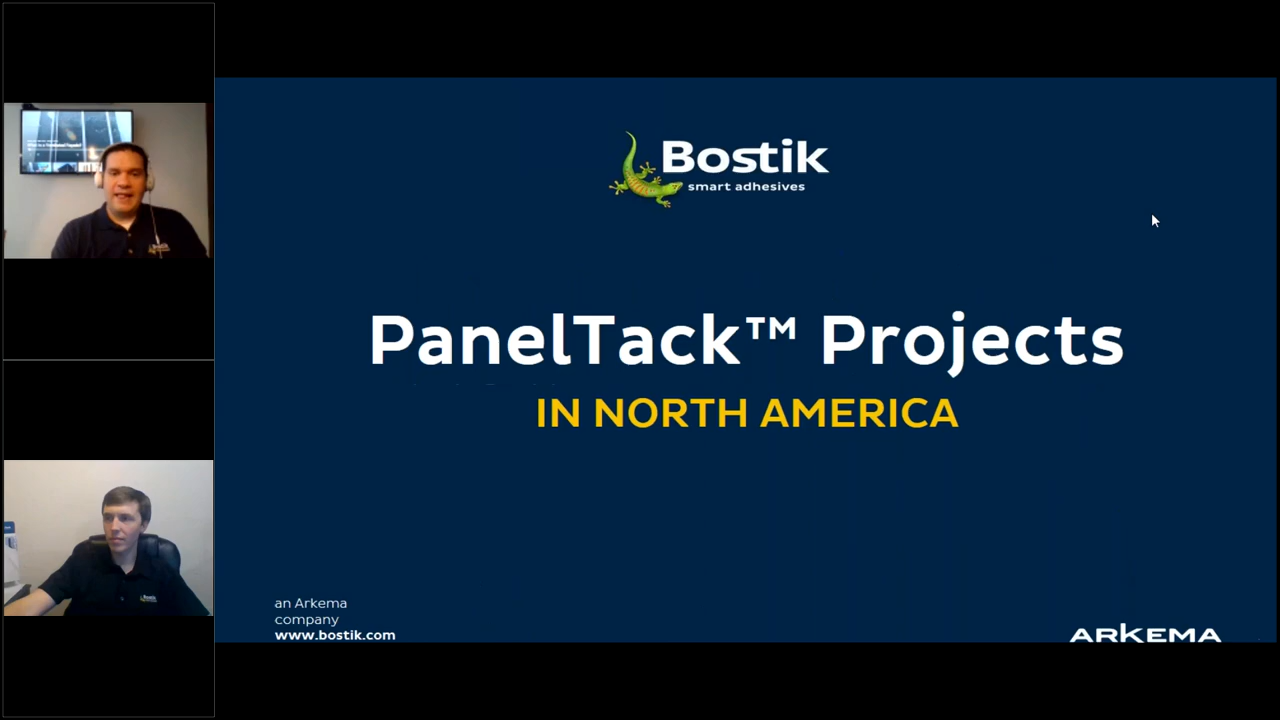 Bostik
smart adhesives
PanelTack™ Projects
IN NORTH AMERICA
an Arkema
company
www.bostik.com
ARKEMA